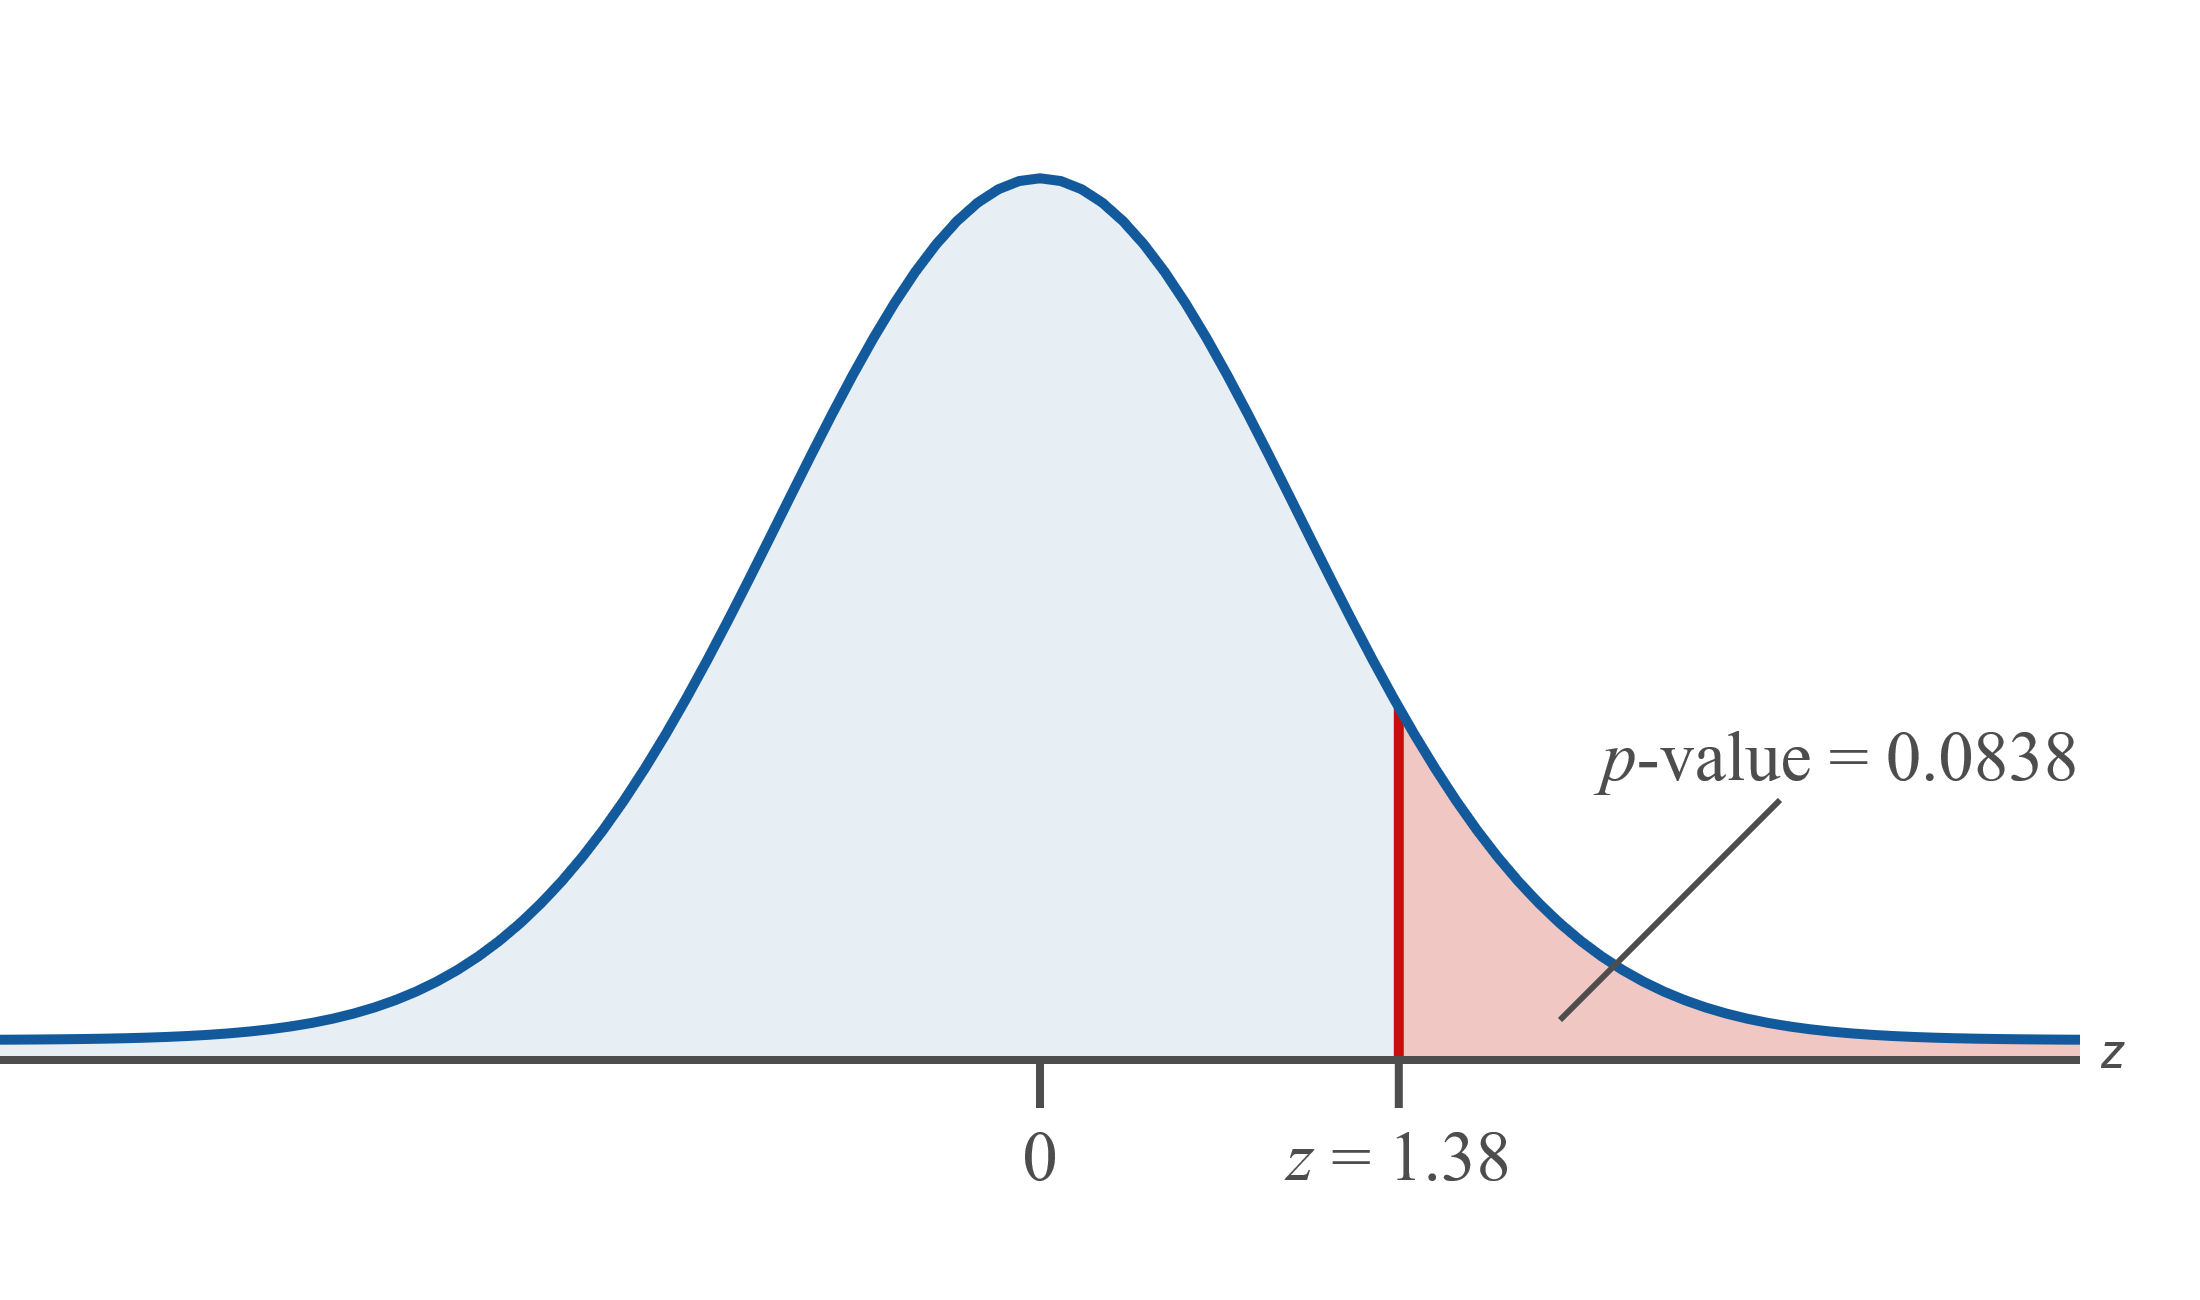 p-value = 0.0838
z
0
z = 1.38